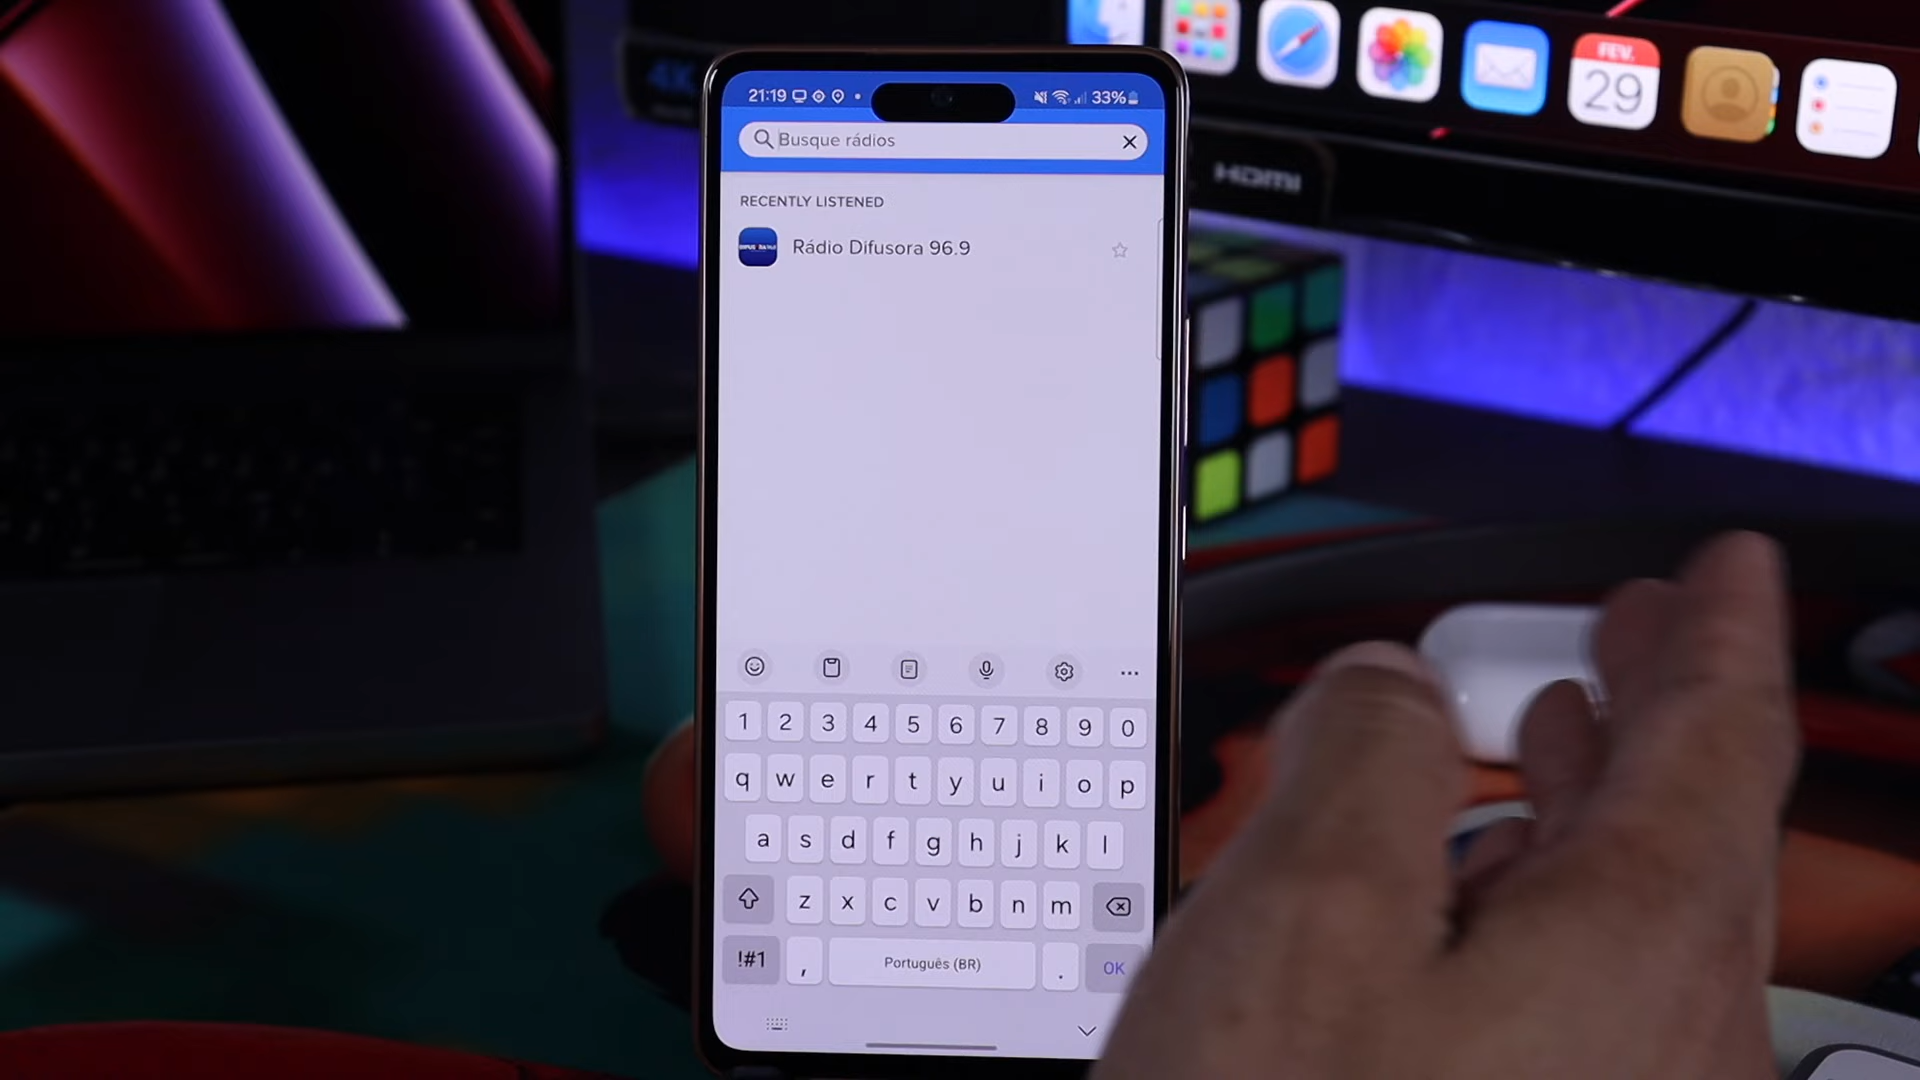 4K
FEV.
29
HDMI
21:19
33%
Busque rádios
RECENTLY LISTENED
Rádio Difusora 96.9
1 2 3 4 5 6 7 8 9 0
q w e r t y u i o p
a s d f g h j k l
z x c v b n m
!#1 , Português (BR) . OK